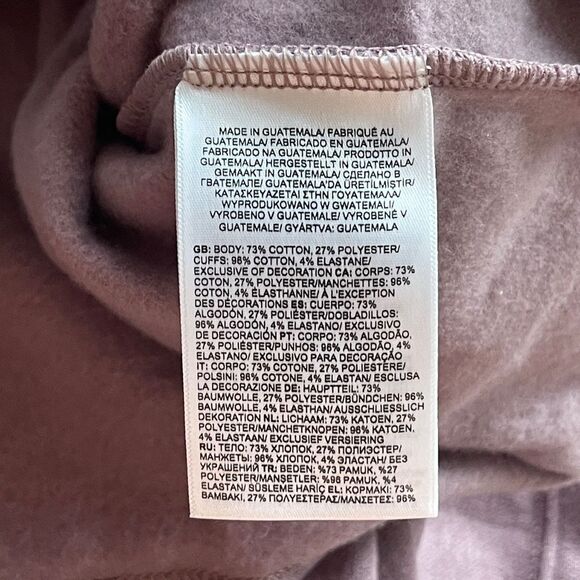 MADE IN GUATEMALA/ FABRIQUÉ AU
GUATEMALA/ FABRICADO EN GUATEMALA/
FABRICADO NA GUATEMALA/ PRODOTTO IN
GUATEMALA/ HERGESTELLT IN GUATEMALA/
GEMAAKT IN GUATEMALA/ СДЕЛАНО В
ГВАТЕМАЛЕ/ GUATEMALA'DA ÜRETİLMİŞTİR/
ΚΑΤΑΣΚΕΥΑΖΕΤΑΙ ΣΤΗ ΓΟΥΑΤΕΜΑΛΑ/
WYPRODUKOWANO W GWATEMALI/
VYROBENO V GUATEMALE/ VYROBENÉ V
GUATEMALE/ GYÁRTVA: GUATEMALA
GB: BODY: 73% COTTON, 27% POLYESTER/
CUFFS: 96% COTTON, 4% ELASTANE/
EXCLUSIVE OF DECORATION CA: CORPS: 73%
COTON, 27% POLYESTER/MANCHETTES: 96%
COTON, 4% ÉLASTHANNE/ À L'EXCEPTION
DES DÉCORATIONS ES: CUERPO: 73%
ALGODÓN, 27% POLIÉSTER/DOBLADILLOS:
96% ALGODÓN, 4% ELASTANO/ EXCLUSIVO
DE DECORACIÓN PT: CORPO: 73% ALGODÃO,
27% POLIÉSTER/PUNHOS: 96% ALGODÃO, 4%
ELASTANO/ EXCLUSIVO PARA DECORAÇÃO
IT: CORPO: 73% COTONE, 27% POLIESTERE/
POLSINI: 96% COTONE, 4% ELASTAN/ ESCLUSA
LA DECORAZIONE DE: HAUPTTEIL: 73%
BAUMWOLLE, 27% POLYESTER/BÜNDCHEN: 96%
BAUMWOLLE, 4% ELASTHAN/AUSSCHLIESSLICH
DEKORATION NL: LICHAAM: 73% KATOEN, 27%
POLYESTER/MANCHETKNOPEN: 96% KATOEN,
4% ELASTAAN/ EXCLUSIEF VERSIERING
RU: ТЕЛО: 73% ХЛОПОК, 27% ПОЛИЭСТЕР/
МАНЖЕТЫ: 96% ХЛОПОК, 4% ЭЛАСТАН/ БЕЗ
УКРАШЕНИЙ TR: BEDEN: %73 PAMUK, %27
POLYESTER/MANŞETLER: %96 PAMUK, %4
ELASTAN/ SÜSLEME HARİÇ EL: ΚΟΡΜΑΚΙ: 73%
ΒΑΜΒΑΚΙ, 27% ΠΟΛΥΕΣΤΕΡΑΣ/ΜΑΝΣΕΤΕΣ: 96%